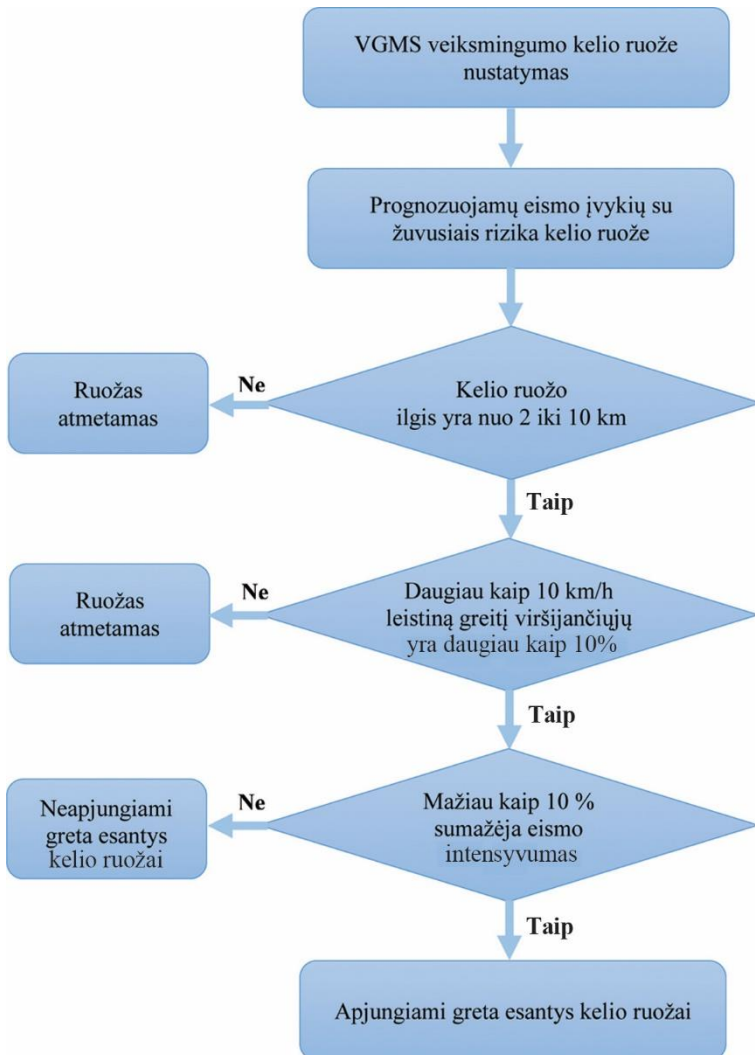 VGMS veiksmingumo kelio ruože
nustatymas
Prognozuojamų eismo įvykių su
žuvusiais rizika kelio ruože
Ruožas
atmetamas
Ne
Kelio ruožo
ilgis yra nuo 2 iki 10 km
Taip
Ruožas
atmetamas
Ne
Daugiau kaip 10 km/h
leistiną greitį viršijančiųjų
yra daugiau kaip 10%
Taip
Neapjungiami
greta esantys
kelio ruožai
Ne
Mažiau kaip 10 %
sumažėja eismo
intensyvumas
Taip
Apjungiami greta esantys kelio ruožai